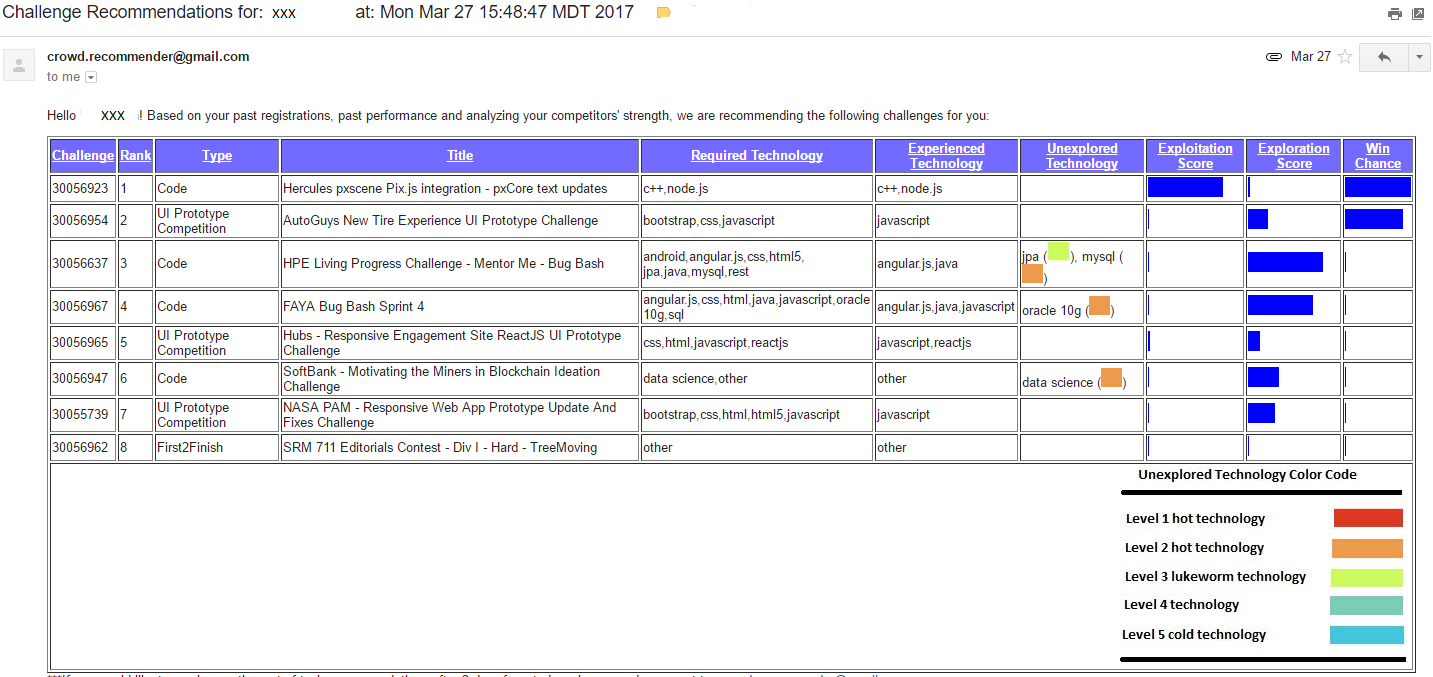 Challenge Recommendations for: xxx at: Mon Mar 27 15:48:47 MDT 2017
crowd.recommender@gmail.com
Mar 27
to me
Hello xxx ! Based on your past registrations, past performance and analyzing your competitors' strength, we are recommending the following challenges for you:
Challenge Rank Type Title Required Technology Experienced Technology Unexplored Technology Exploitation Score Exploration Score Win Chance
30056923 1 Code Hercules pxscene Pix.js integration - pxCore text updates c++,node.js c++,node.js
30056954 2 UI Prototype Competition AutoGuys New Tire Experience UI Prototype Challenge bootstrap,css,javascript javascript
30056637 3 Code HPE Living Progress Challenge - Mentor Me - Bug Bash android,angular.js,css,html5, jpa,java,mysql,rest angular.js,java jpa ( ), mysql ( )
30056967 4 Code FAYA Bug Bash Sprint 4 angular.js,css,html,java,javascript,oracle 10g,sql angular.js,java,javascript oracle 10g ( )
30056965 5 UI Prototype Competition Hubs - Responsive Engagement Site ReactJS UI Prototype Challenge css,html,javascript,reactjs javascript,reactjs
30056947 6 Code SoftBank - Motivating the Miners in Blockchain Ideation Challenge data science,other other data science ( )
30055739 7 UI Prototype Competition NASA PAM - Responsive Web App Prototype Update And Fixes Challenge bootstrap,css,html,html5,javascript javascript
30056962 8 First2Finish SRM 711 Editorials Contest - Div I - Hard - TreeMoving other other
Unexplored Technology Color Code
Level 1 hot technology
Level 2 hot technology
Level 3 lukeworm technology
Level 4 technology
Level 5 cold technology